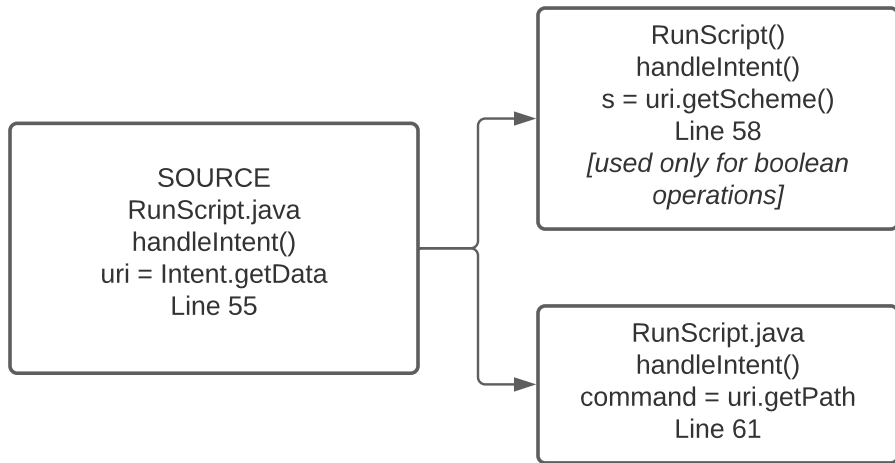 SOURCE
RunScript.java
handleIntent()
uri = Intent.getData
Line 55
RunScript()
handleIntent()
s = uri.getScheme()
Line 58
[used only for boolean
operations]
RunScript.java
handleIntent()
command = uri.getPath
Line 61